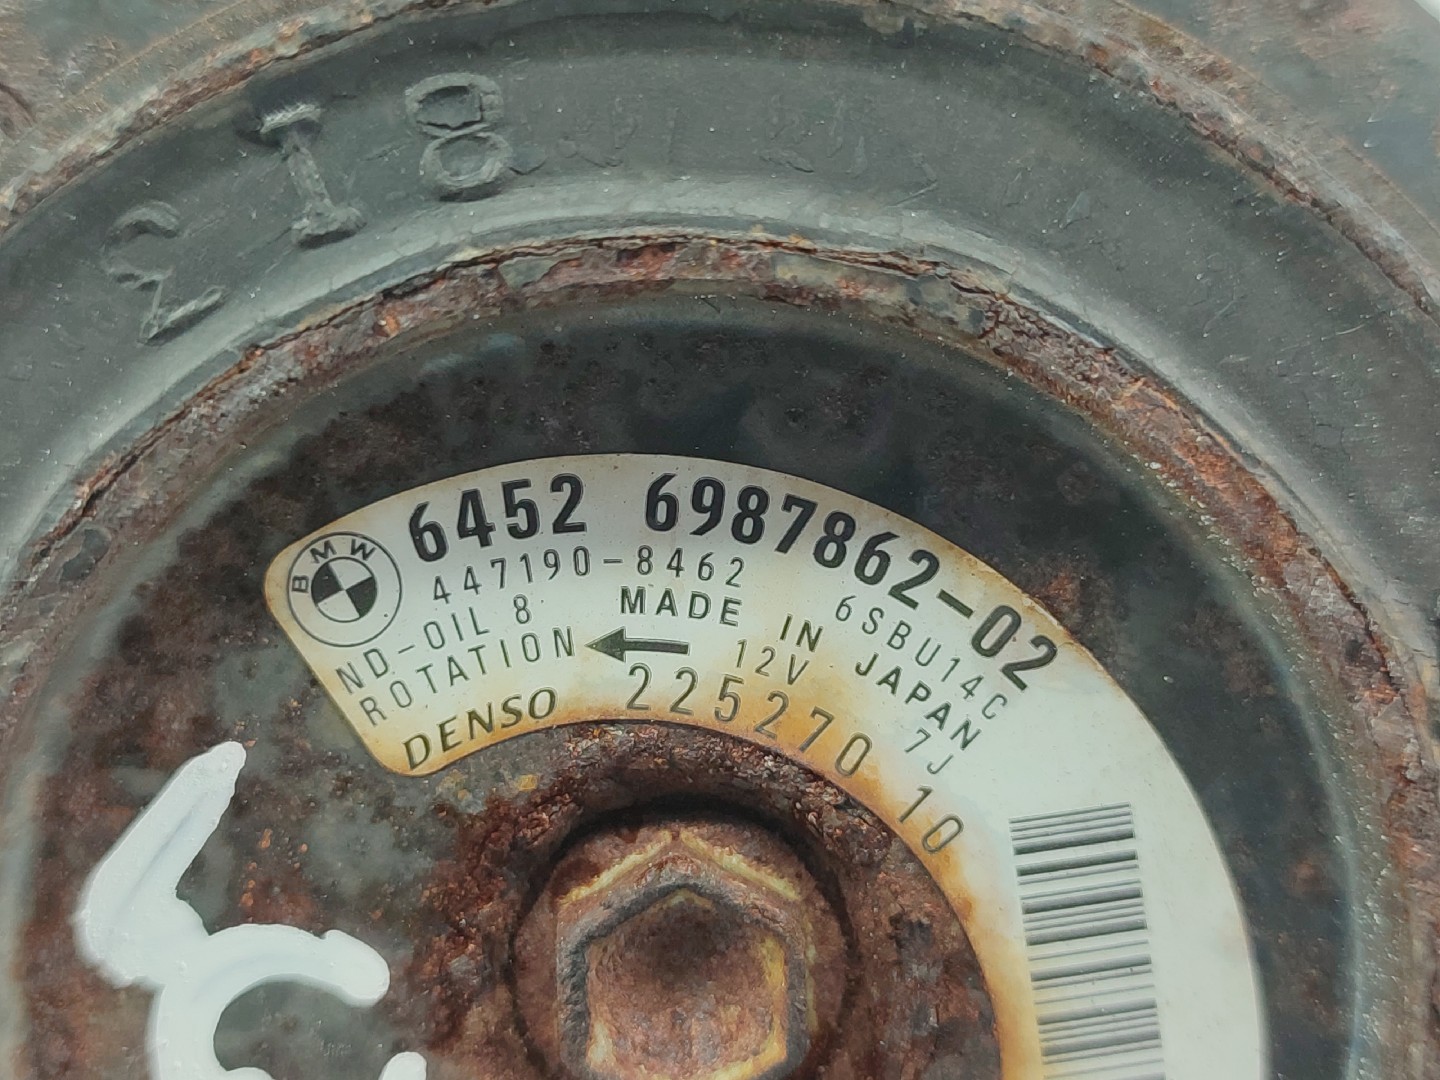 218
BMW
6452 6987862-02
447190-8462 6SBU14C
ND-OIL 8 MADE IN JAPAN
ROTATION 12V 7J
DENSO 225270 10